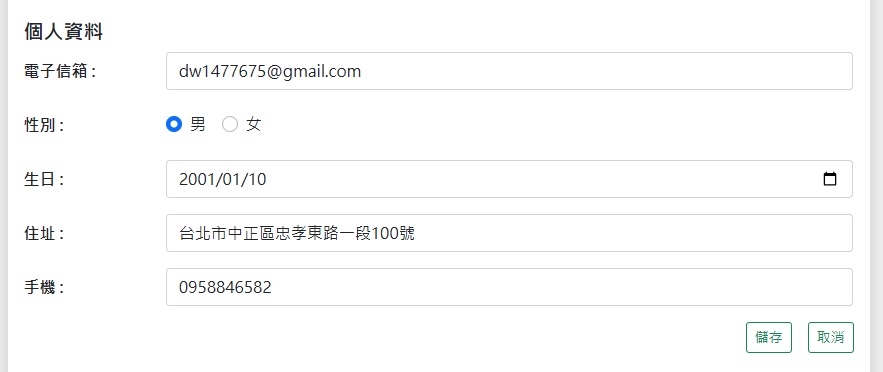 個人資料
電子信箱 : dw1477675@gmail.com
性別 : 男 女
生日 : 2001/01/10
住址 : 台北市中正區忠孝東路一段100號
手機 : 0958846582
儲存 取消